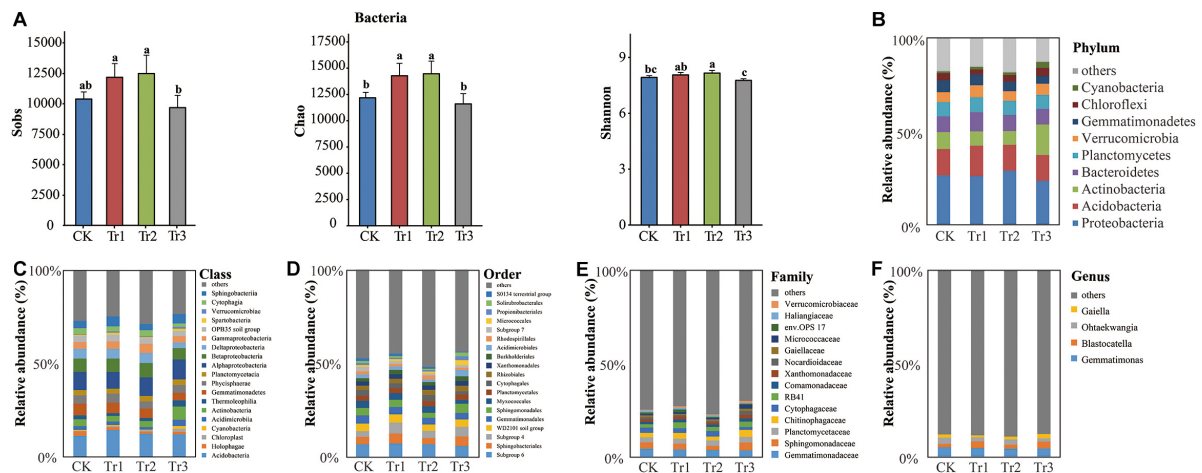 A
Bacteria
15000
12500
10000
7500
5000
2500
0
Sobs
ab
a
a
b
CK
Tr1
Tr2
Tr3
17500
15000
12500
10000
7500
5000
2500
0
Chao
b
a
a
b
CK
Tr1
Tr2
Tr3
9
6
3
0
Shannon
bc
ab
a
c
CK
Tr1
Tr2
Tr3
B
100%
50%
0%
Relative abundance (%)
CK
Tr1
Tr2
Tr3
Phylum
others
Cyanobacteria
Chloroflexi
Gemmatimonadetes
Verrucomicrobia
Planctomycetes
Bacteroidetes
Actinobacteria
Acidobacteria
Proteobacteria
C
100%
50%
0%
Relative abundance (%)
CK
Tr1
Tr2
Tr3
Class
others
Sphingobacteriia
Cytophagia
Verrucomicrobiae
Spartobacteria
OPB35 soil group
Gammaproteobacteria
Deltaproteobacteria
Betaproteobacteria
Alphaproteobacteria
Planctomycetacia
Phycisphaerae
Gemmatimonadetes
Thermoleophilia
Actinobacteria
Acidimicrobiia
Cyanobacteria
Chloroplast
Holophagae
Acidobacteria
D
100%
50%
0%
Relative abundance (%)
CK
Tr1
Tr2
Tr3
Order
others
S0134 terrestrial group
Solirubrobacterales
Propionibacteriales
Micrococcales
Subgroup 7
Rhodospirillales
Acidimicrobiales
Burkholderiales
Xanthomonadales
Rhizobiales
Cytophagales
Planctomycetales
Myxococcales
Sphingomonadales
Gemmatimonadales
WD2101 soil group
Subgroup 4
Sphingobacteriales
Subgroup 6
E
100%
50%
0%
Relative abundance (%)
CK
Tr1
Tr2
Tr3
Family
others
Verrucomicrobiaceae
Haliangiaceae
env.OPS 17
Micrococcaceae
Gaiellaceae
Nocardioidaceae
Xanthomonadaceae
Comamonadaceae
RB41
Cytophagaceae
Chitinophagaceae
Planctomycetaceae
Sphingomonadaceae
Gemmatimonadaceae
F
100%
50%
0%
Relative abundance (%)
CK
Tr1
Tr2
Tr3
Genus
others
Gaiella
Ohtaekwangia
Blastocatella
Gemmatimonas